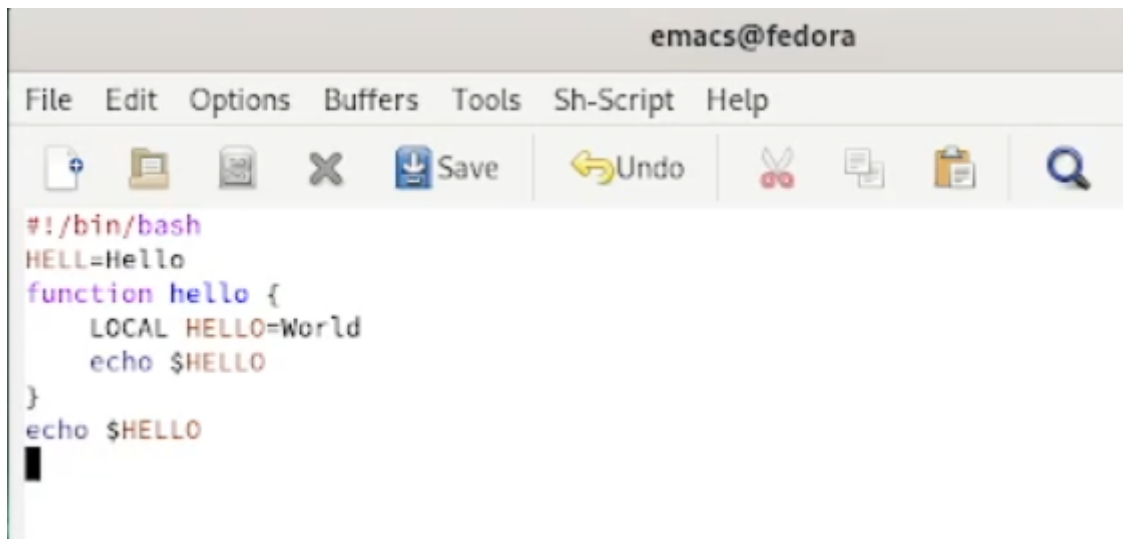 emacs@fedora
File Edit Options Buffers Tools Sh-Script Help
Save Undo
#!/bin/bash
HELL=Hello
function hello {
    LOCAL HELLO=World
    echo $HELLO
}
echo $HELLO